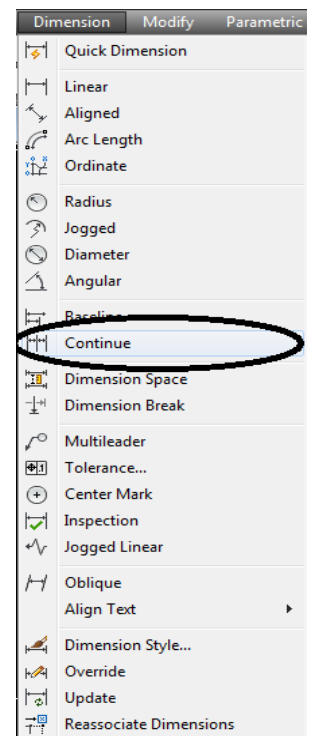 Dimension Modify Parametric
Quick Dimension
Linear
Aligned
Arc Length
Ordinate
Radius
Jogged
Diameter
Angular
Baseline
Continue
Dimension Space
Dimension Break
Multileader
Tolerance...
Center Mark
Inspection
Jogged Linear
Oblique
Align Text
Dimension Style...
Override
Update
Reassociate Dimensions